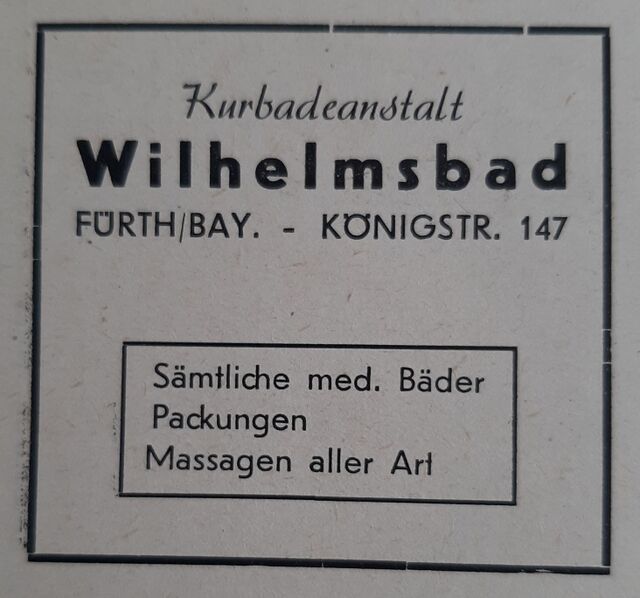 Kurbadeanstalt
Wilhelmsbad
FÜRTH/BAY. - KÖNIGSTR. 147
Sämtliche med. Bäder
Packungen
Massagen aller Art